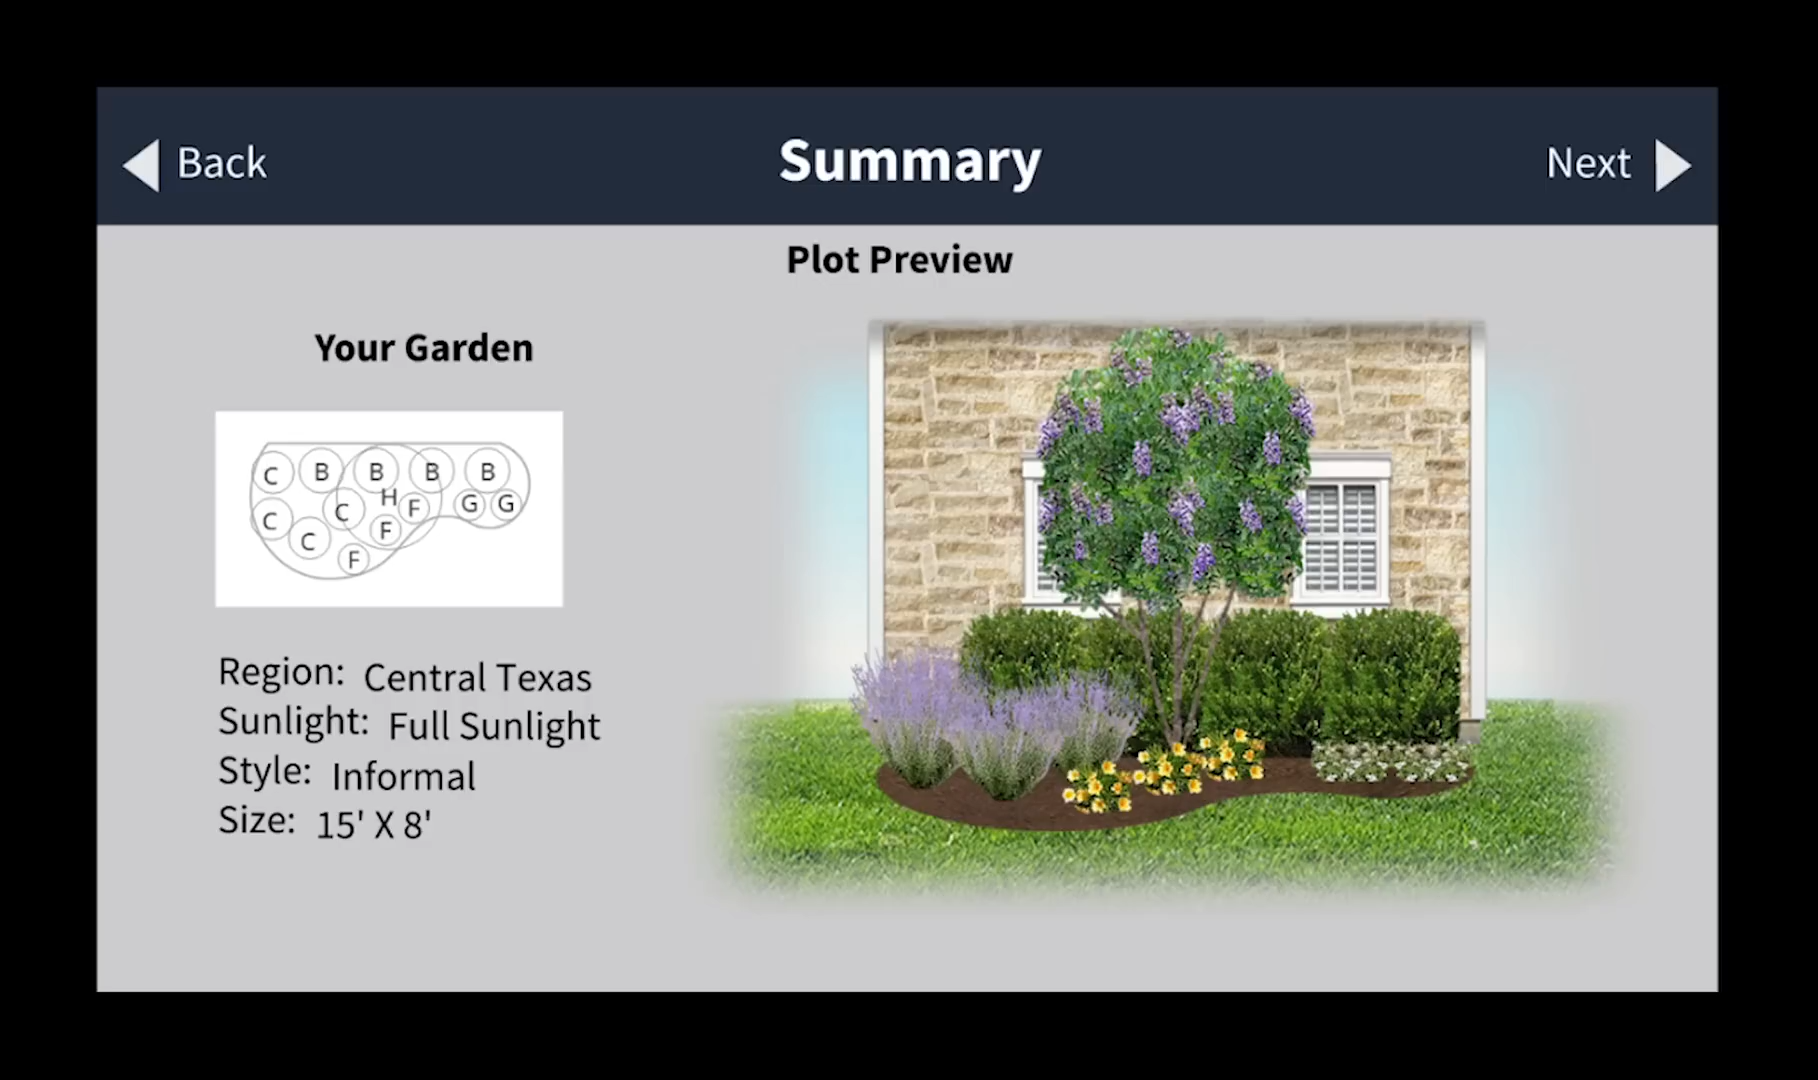 Back
Summary
Next
Plot Preview
Your Garden
C B B B B
H
C C F G G
C F
F
Region: Central Texas
Sunlight: Full Sunlight
Style: Informal
Size: 15' X 8'